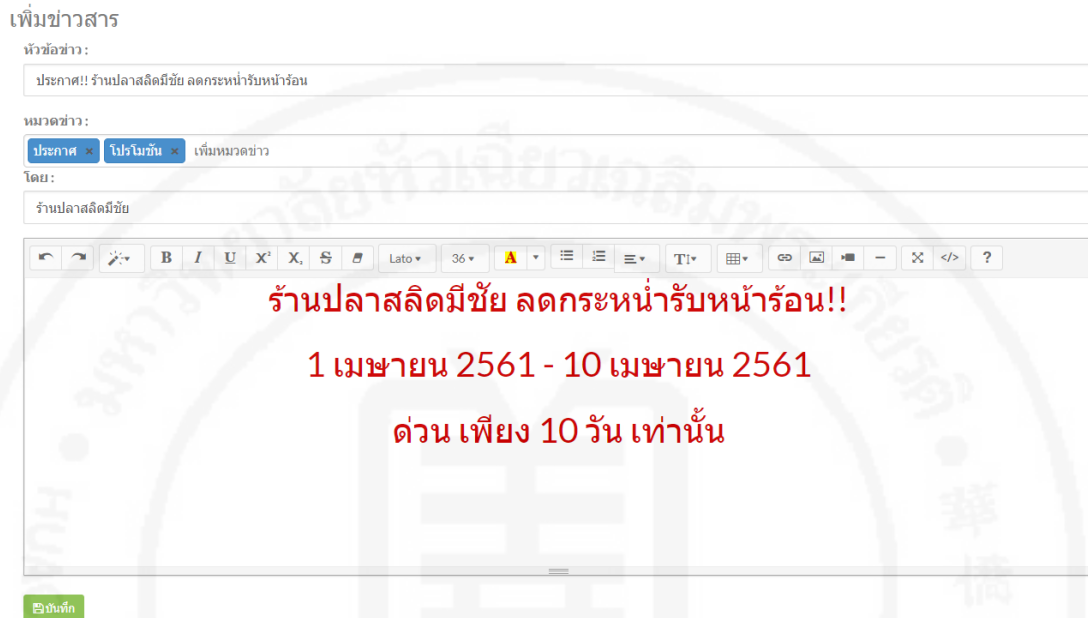 เพิ่มข่าวสาร
หัวข้อข่าว :
ประกาศ!! ร้านปลาสลิดมีชัย ลดกระหน่ำรับหน้าร้อน
หมวดข่าว :
ประกาศ × โปรโมชัน × เพิ่มหมวดข่าว
โดย :
ร้านปลาสลิดมีชัย
B I U X² X₂ S Lato 36 A T </> ?
ร้านปลาสลิดมีชัย ลดกระหน่ำรับหน้าร้อน!!
1 เมษายน 2561 - 10 เมษายน 2561
ด่วน เพียง 10 วัน เท่านั้น
บันทึก